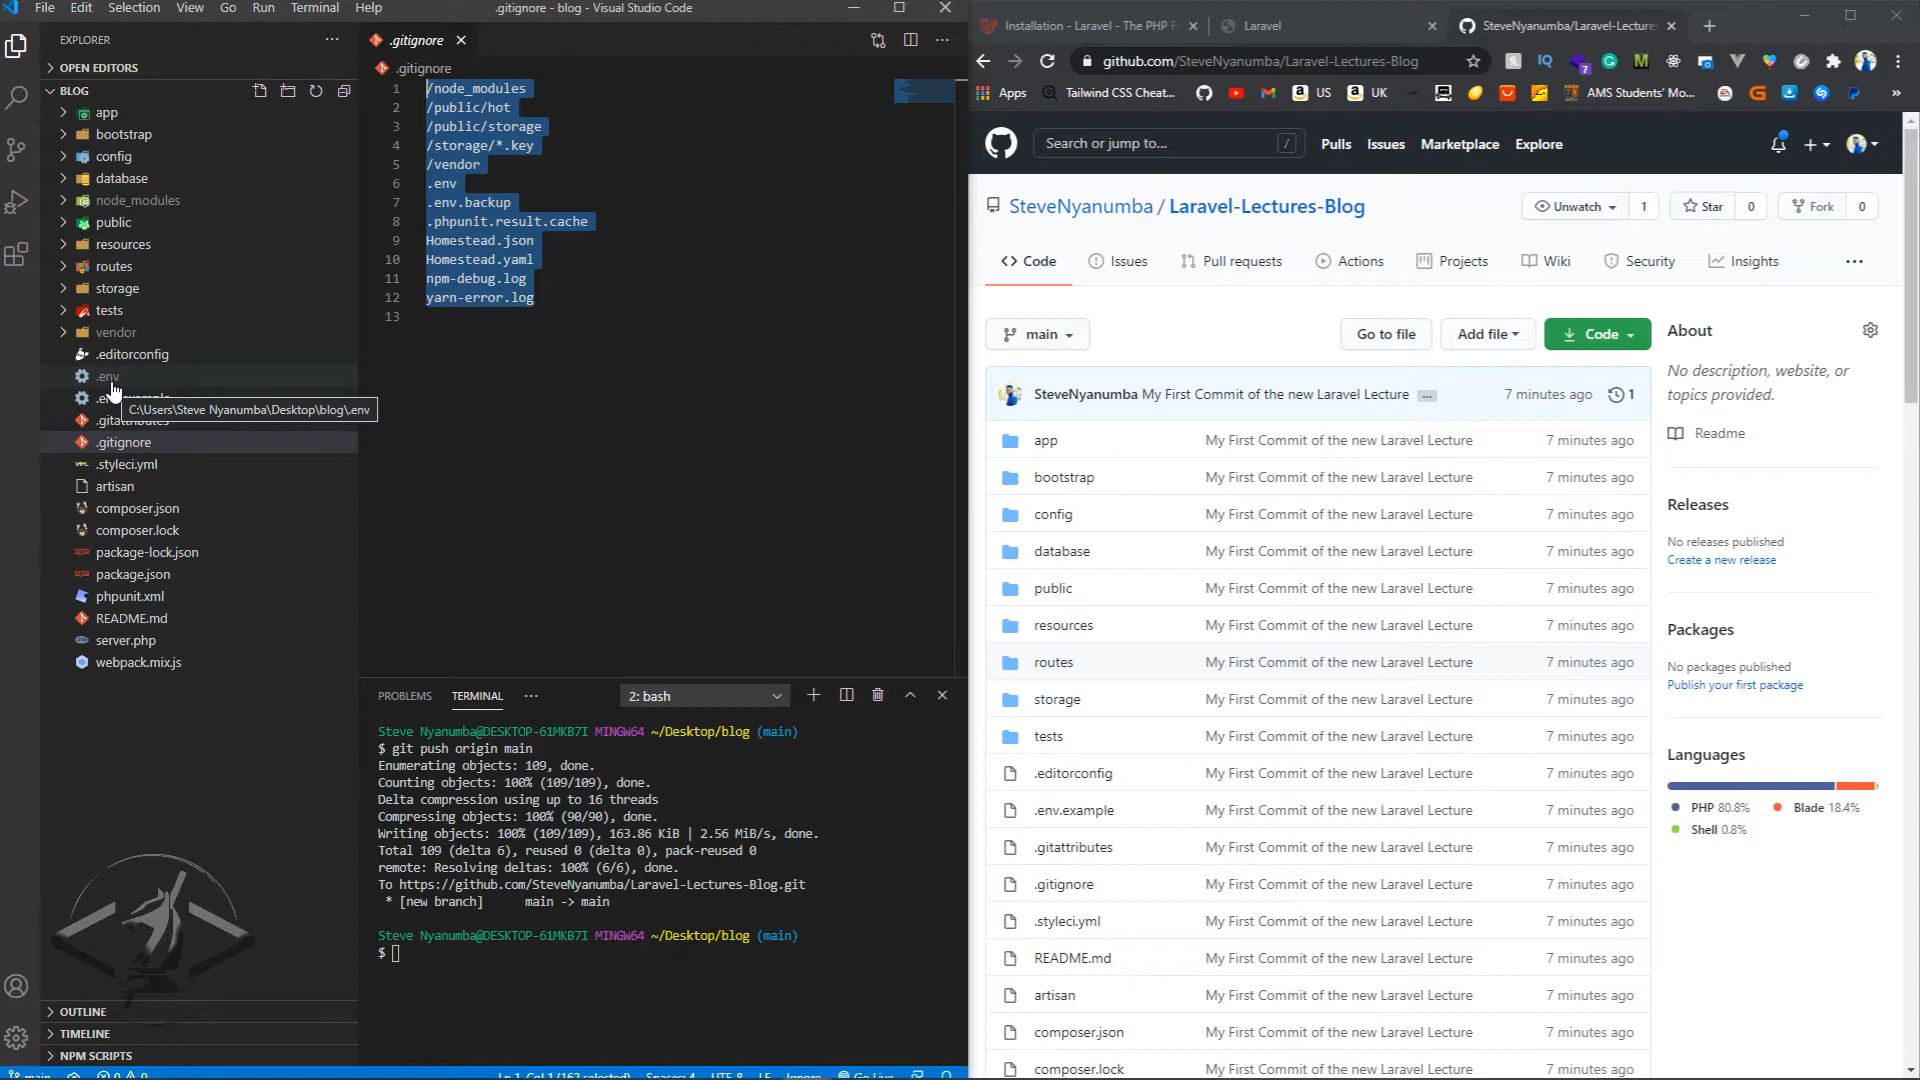 File Edit Selection View Go Run Terminal Help .gitignore - blog - Visual Studio Code
EXPLORER
OPEN EDITORS
BLOG
app
bootstrap
config
database
node_modules
public
resources
routes
storage
tests
vendor
.editorconfig
.env
C:\Users\Steve Nyanumba\Desktop\blog\.env
.gitignore
.styleci.yml
artisan
composer.json
composer.lock
package-lock.json
package.json
phpunit.xml
README.md
server.php
webpack.mix.js
OUTLINE
TIMELINE
NPM SCRIPTS
.gitignore
.gitignore
1 /node_modules
2 /public/hot
3 /public/storage
4 /storage/*.key
5 /vendor
6 .env
7 .env.backup
8 .phpunit.result.cache
9 Homestead.json
10 Homestead.yaml
11 npm-debug.log
12 yarn-error.log
13
PROBLEMS TERMINAL 2: bash
Steve Nyanumba@DESKTOP-61MKB7I MINGW64 ~/Desktop/blog (main)
$ git push origin main
Enumerating objects: 109, done.
Counting objects: 100% (109/109), done.
Delta compression using up to 16 threads
Compressing objects: 100% (90/90), done.
Writing objects: 100% (109/109), 163.86 KiB | 2.56 MiB/s, done.
Total 109 (delta 6), reused 0 (delta 0), pack-reused 0
remote: Resolving deltas: 100% (6/6), done.
To https://github.com/SteveNyanumba/Laravel-Lectures-Blog.git
* [new branch] main -> main
Steve Nyanumba@DESKTOP-61MKB7I MINGW64 ~/Desktop/blog (main)
$
Installation - Laravel - The PHP F
Laravel
SteveNyanumba/Laravel-Lectures
github.com/SteveNyanumba/Laravel-Lectures-Blog
IQ 7 M
Apps Tailwind CSS Cheat... US UK AMS Students' Mo... »
Search or jump to... / Pulls Issues Marketplace Explore
SteveNyanumba / Laravel-Lectures-Blog
Unwatch 1 Star 0 Fork 0
Code Issues Pull requests Actions Projects Wiki Security Insights
main Go to file Add file Code
SteveNyanumba My First Commit of the new Laravel Lecture ... 7 minutes ago 1
app My First Commit of the new Laravel Lecture 7 minutes ago
bootstrap My First Commit of the new Laravel Lecture 7 minutes ago
config My First Commit of the new Laravel Lecture 7 minutes ago
database My First Commit of the new Laravel Lecture 7 minutes ago
public My First Commit of the new Laravel Lecture 7 minutes ago
resources My First Commit of the new Laravel Lecture 7 minutes ago
routes My First Commit of the new Laravel Lecture 7 minutes ago
storage My First Commit of the new Laravel Lecture 7 minutes ago
tests My First Commit of the new Laravel Lecture 7 minutes ago
.editorconfig My First Commit of the new Laravel Lecture 7 minutes ago
.env.example My First Commit of the new Laravel Lecture 7 minutes ago
.gitattributes My First Commit of the new Laravel Lecture 7 minutes ago
.gitignore My First Commit of the new Laravel Lecture 7 minutes ago
.styleci.yml My First Commit of the new Laravel Lecture 7 minutes ago
README.md My First Commit of the new Laravel Lecture 7 minutes ago
artisan My First Commit of the new Laravel Lecture 7 minutes ago
composer.json My First Commit of the new Laravel Lecture 7 minutes ago
composer.lock My First Commit of the new Laravel Lecture 7 minutes ago
About
No description, website, or
topics provided.
Readme
Releases
No releases published
Create a new release
Packages
No packages published
Publish your first package
Languages
PHP 80.8% Blade 18.4%
Shell 0.8%